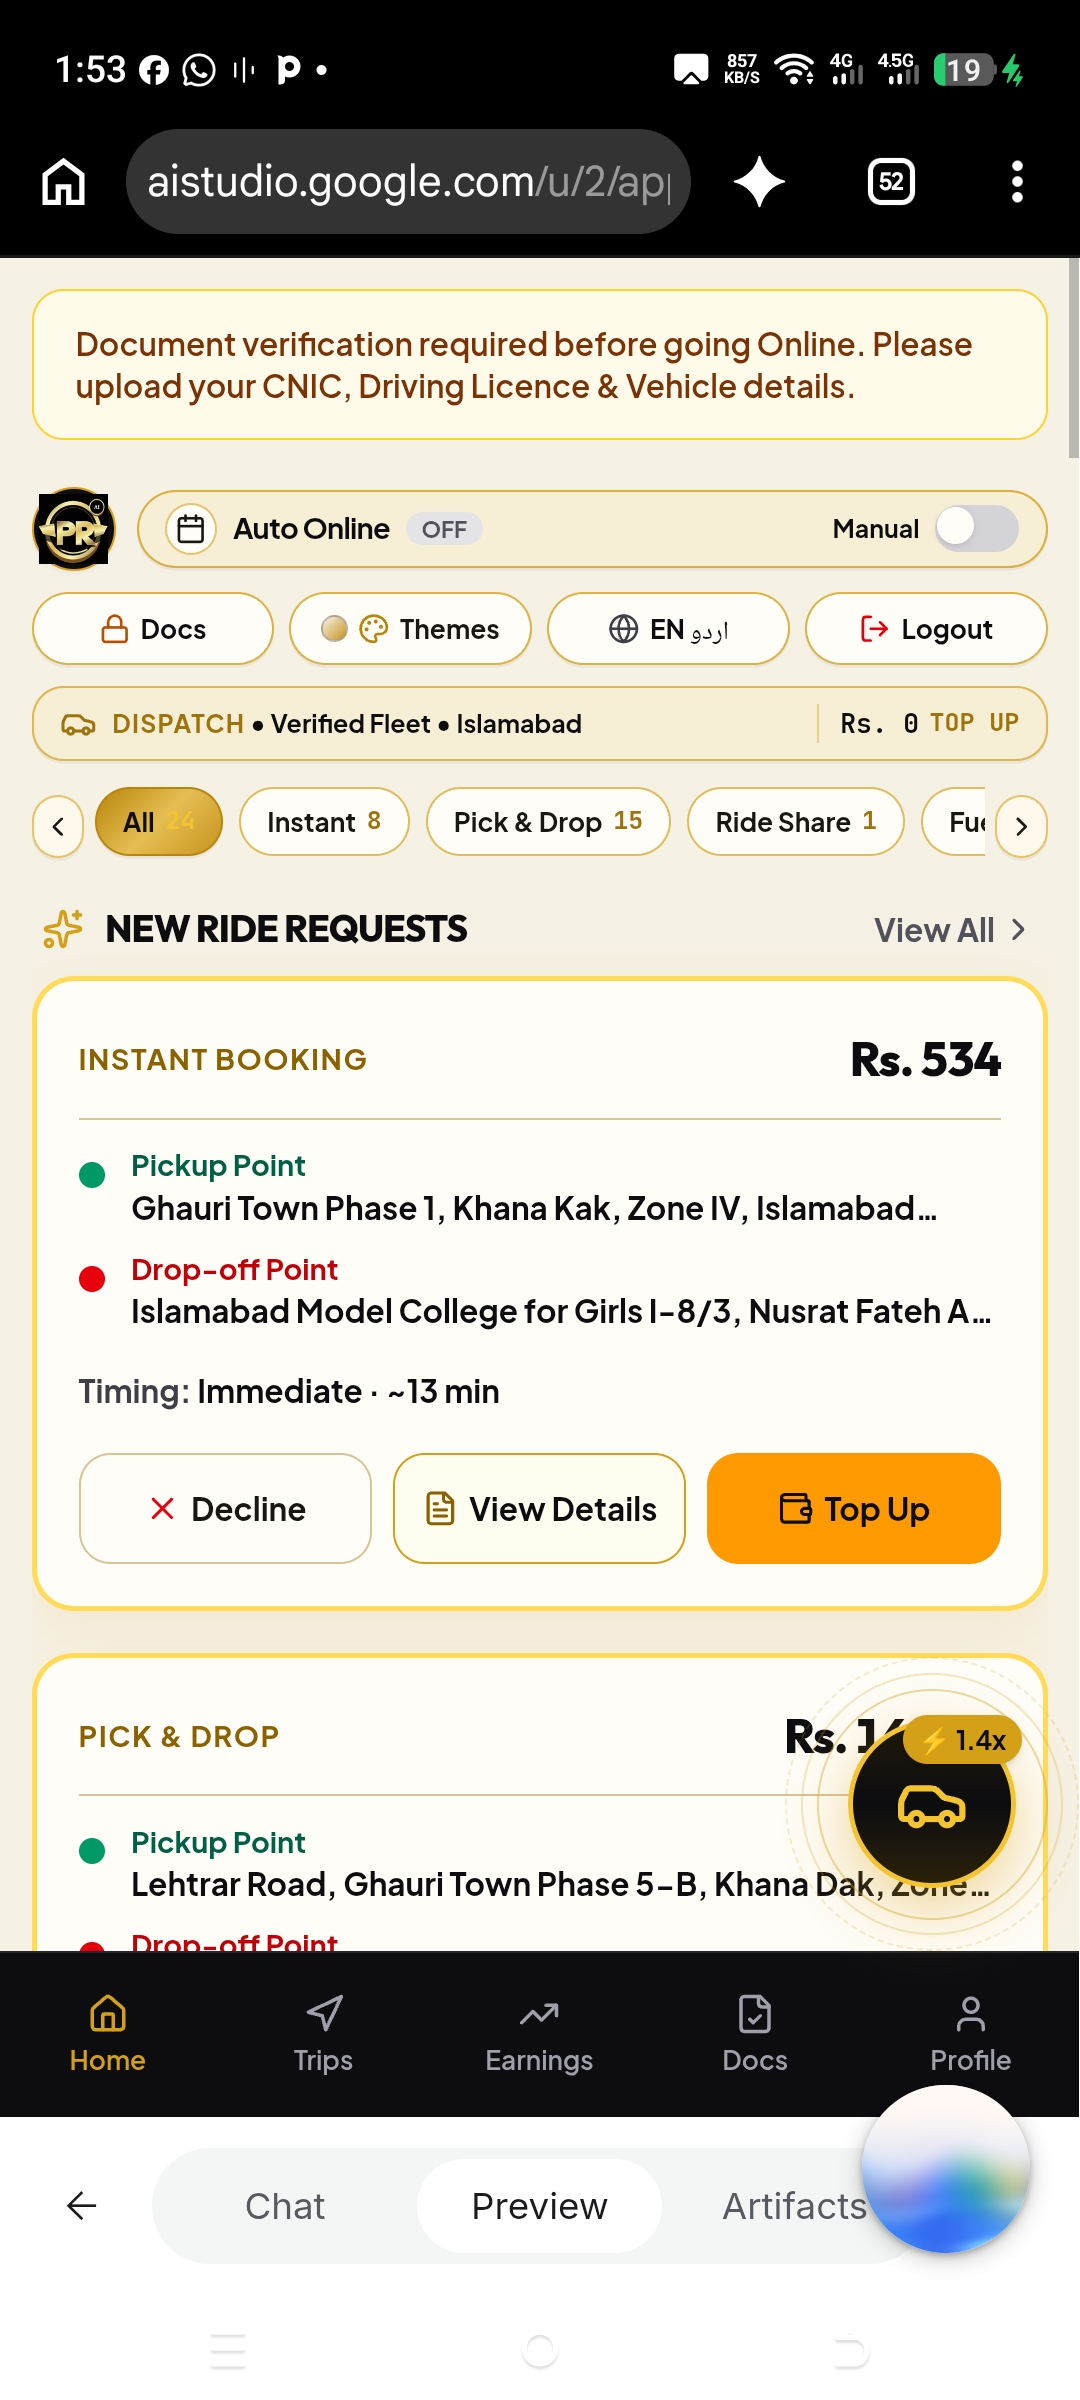 1:53
857
KB/S
4G
4.5G
19
aistudio.google.com/u/2/ap
52
Document verification required before going Online. Please
upload your CNIC, Driving Licence & Vehicle details.
PR
AI
Auto Online OFF Manual
Docs
Themes
EN اردو
Logout
DISPATCH • Verified Fleet • Islamabad Rs. 0 TOP UP
All 24
Instant 8
Pick & Drop 15
Ride Share 1
NEW RIDE REQUESTS View All
INSTANT BOOKING Rs. 534
Pickup Point
Ghauri Town Phase 1, Khana Kak, Zone IV, Islamabad...
Drop-off Point
Islamabad Model College for Girls I-8/3, Nusrat Fateh A...
Timing: Immediate · ~13 min
Decline
View Details
Top Up
PICK & DROP Rs.
1.4x
Pickup Point
Lehtrar Road, Ghauri Town Phase 5-B, Khana Dak, Zone...
Drop-off Point
Home
Trips
Earnings
Docs
Profile
Chat
Preview
Artifacts